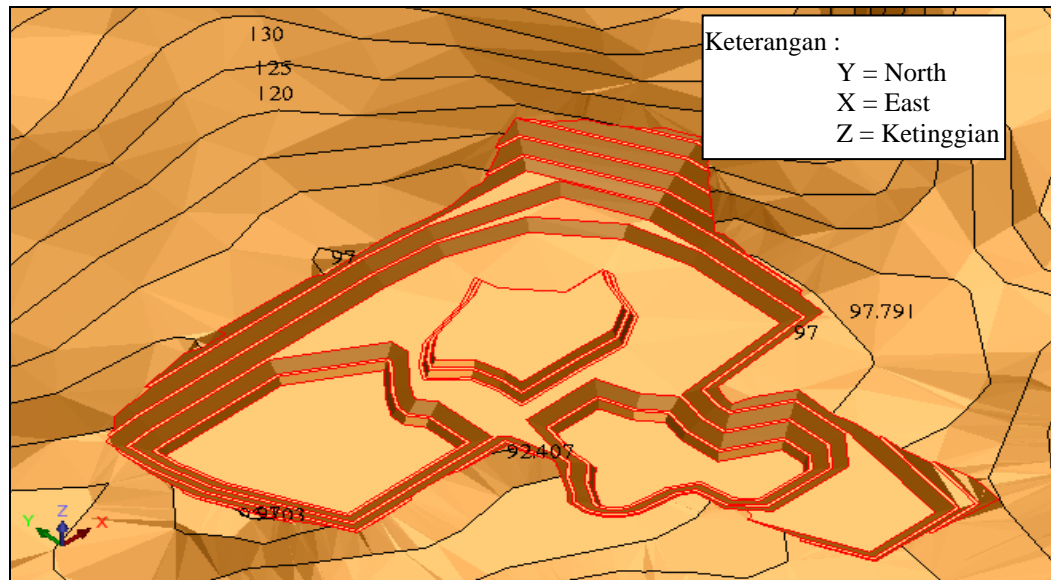 130
125
120
Keterangan :
Y = North
X = East
Z = Ketinggian
97
97.791
97
92.407
Y Z X